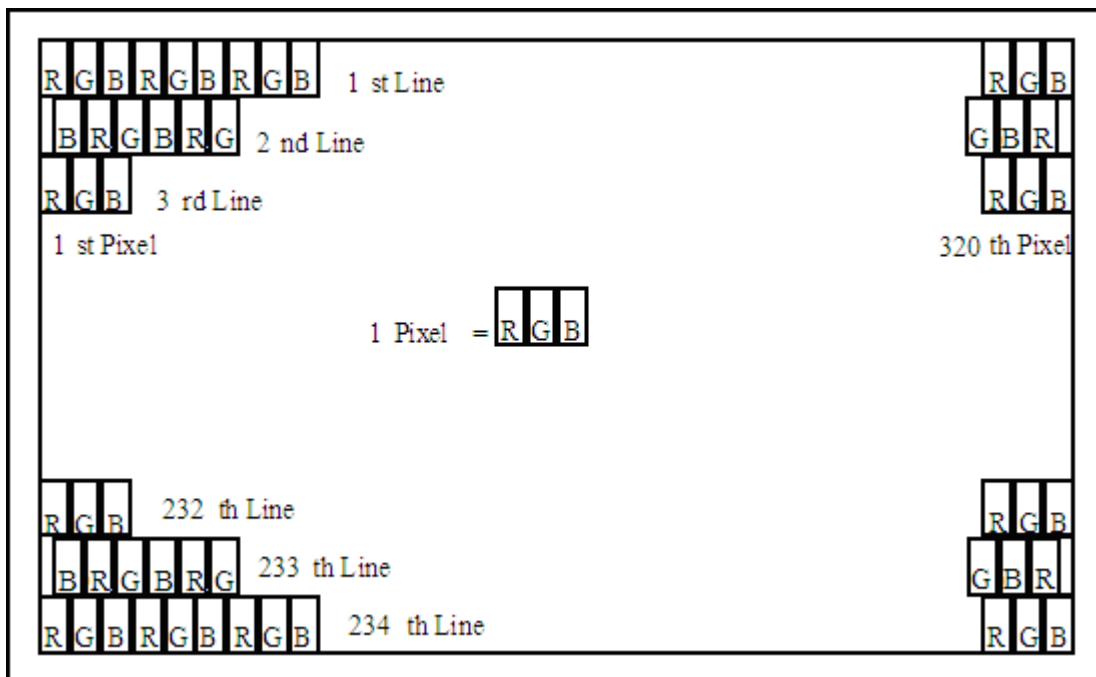 R G B R G B R G B 1 st Line R G B
B R G B R G 2 nd Line G B R
R G B 3 rd Line R G B
1 st Pixel 320 th Pixel
1 Pixel = R G B
R G B 232 th Line R G B
B R G B R G 233 th Line G B R
R G B R G B R G B 234 th Line R G B